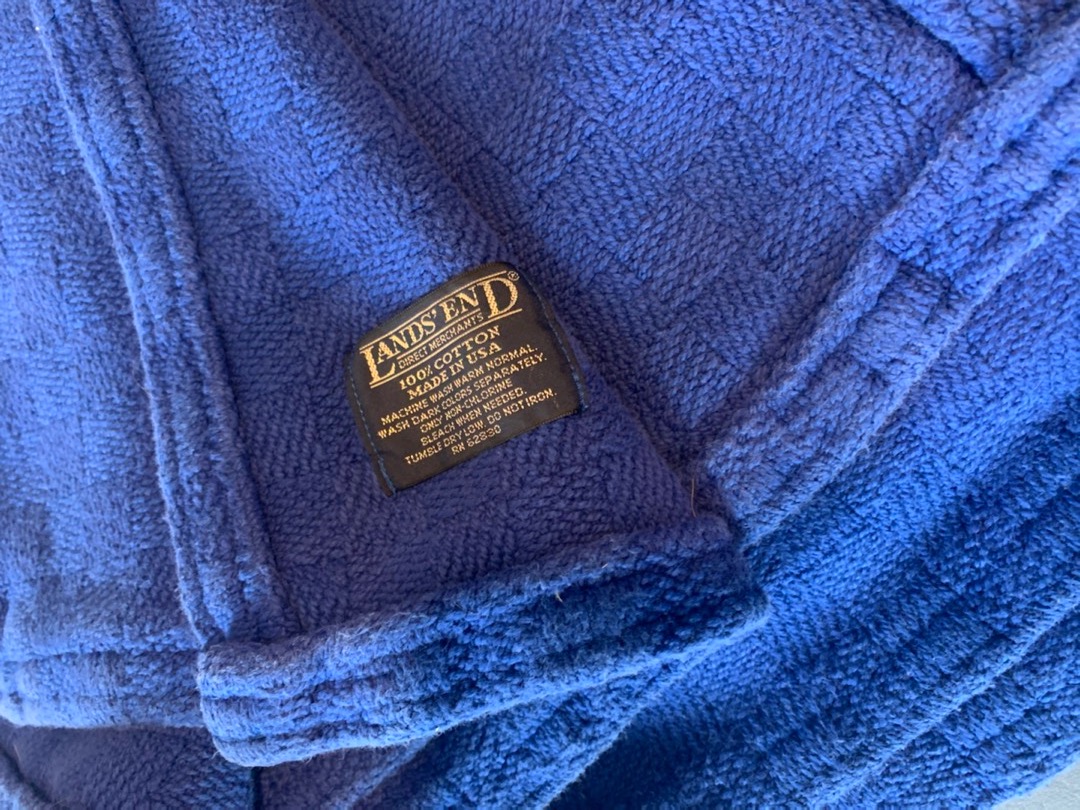 LANDS' END®
DIRECT MERCHANTS
100% COTTON
MADE IN USA
MACHINE WASH WARM NORMAL.
WASH DARK COLORS SEPARATELY.
ONLY NON-CHLORINE
BLEACH WHEN NEEDED.
TUMBLE DRY LOW. DO NOT IRON.
RN 62830